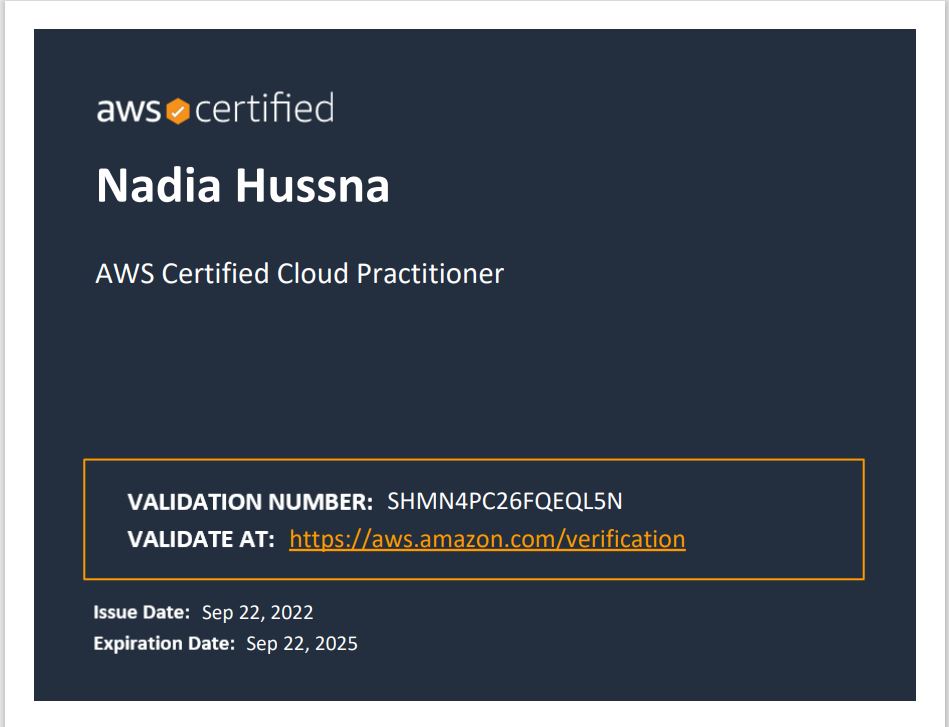 aws certified
Nadia Hussna
AWS Certified Cloud Practitioner
VALIDATION NUMBER: SHMN4PC26FQEQL5N
VALIDATE AT: https://aws.amazon.com/verification
Issue Date: Sep 22, 2022
Expiration Date: Sep 22, 2025